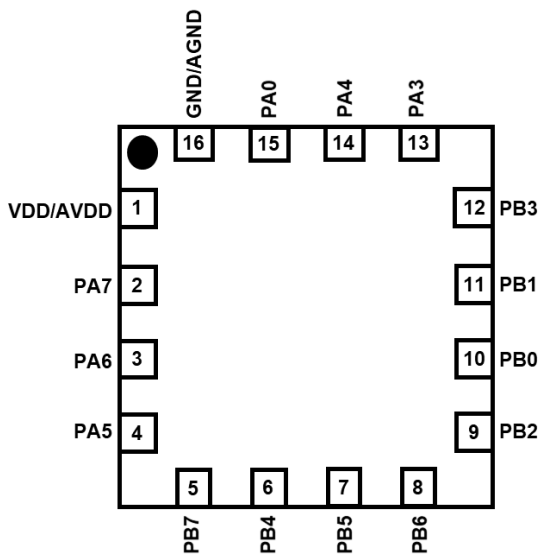 GND/AGND
PA0
PA4
PA3
16
15
14
13
VDD/AVDD 1
12 PB3
PA7 2
11 PB1
PA6 3
10 PB0
PA5 4
9 PB2
5
6
7
8
PB7
PB4
PB5
PB6